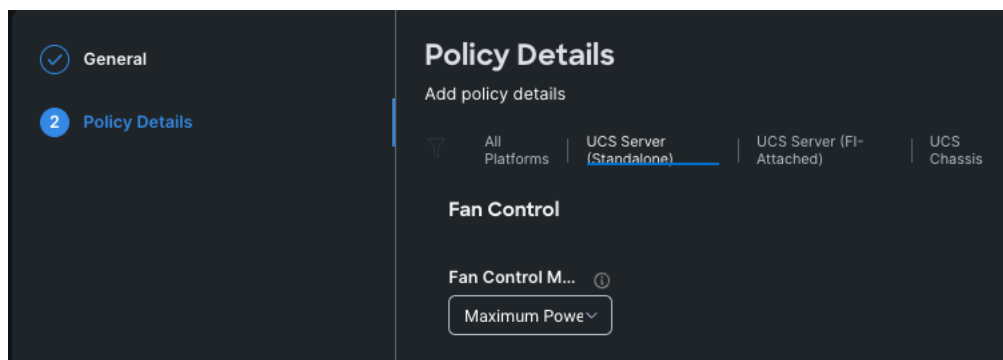 General
2 Policy Details
Policy Details
Add policy details
All
Platforms
UCS Server
(Standalone)
UCS Server (FI-
Attached)
UCS
Chassis
Fan Control
Fan Control M...
Maximum Powe